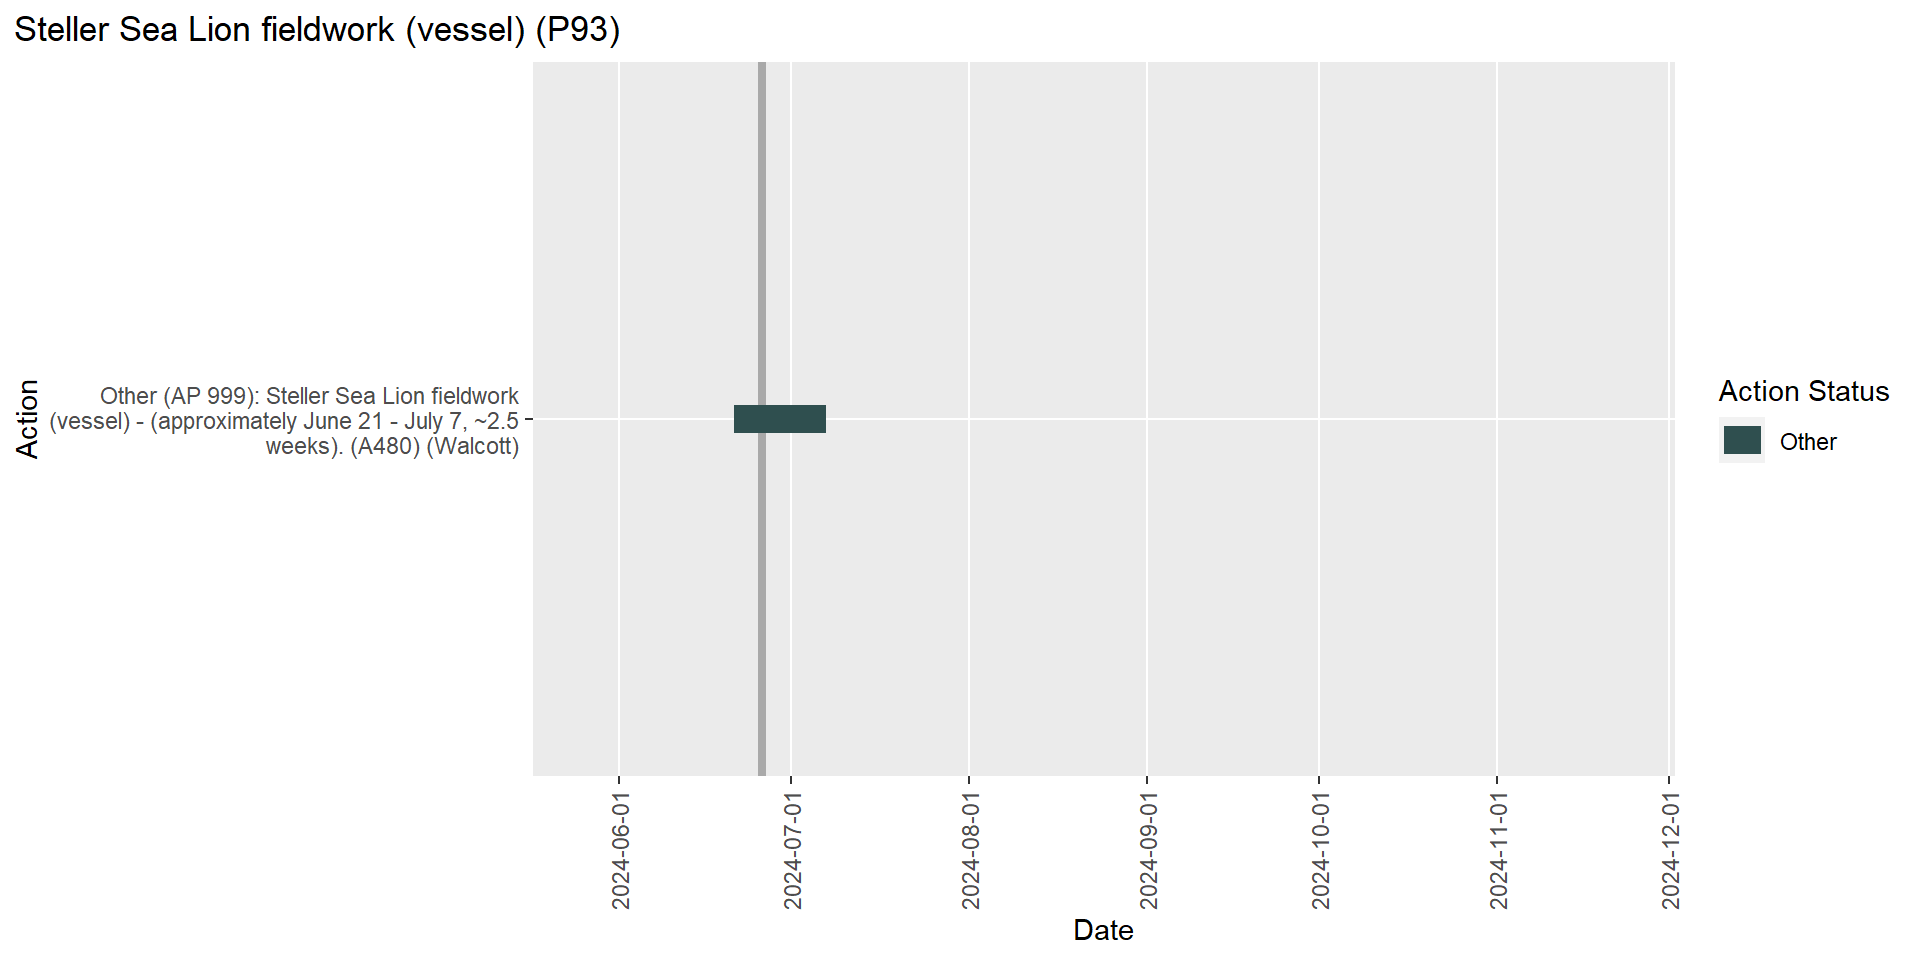 Steller Sea Lion fieldwork (vessel) (P93)
Action
Other (AP 999): Steller Sea Lion fieldwork
(vessel) - (approximately June 21 - July 7, ~2.5
weeks). (A480) (Walcott)
Action Status
Other
2024-06-01
2024-07-01
2024-08-01
2024-09-01
2024-10-01
2024-11-01
2024-12-01
Date